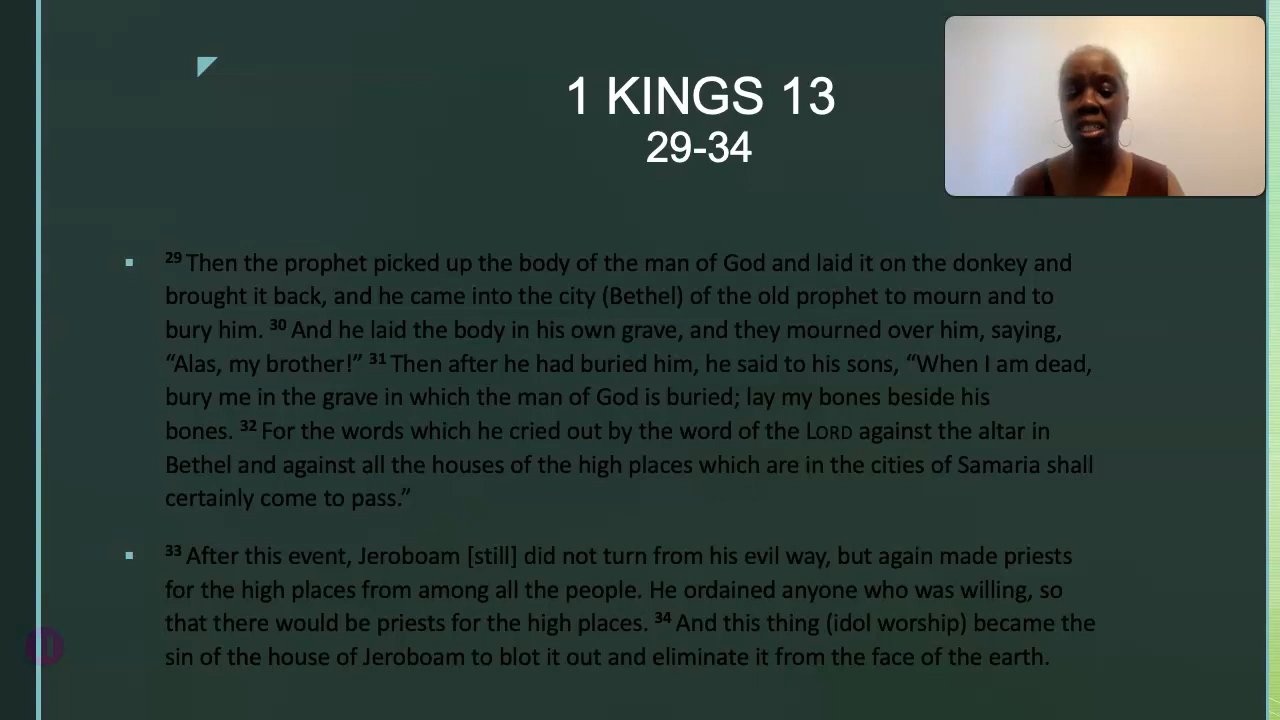 1 KINGS 13
29-34
▪ ²⁹ Then the prophet picked up the body of the man of God and laid it on the donkey and
brought it back, and he came into the city (Bethel) of the old prophet to mourn and to
bury him. ³⁰ And he laid the body in his own grave, and they mourned over him, saying,
“Alas, my brother!” ³¹ Then after he had buried him, he said to his sons, “When I am dead,
bury me in the grave in which the man of God is buried; lay my bones beside his
bones. ³² For the words which he cried out by the word of the LORD against the altar in
Bethel and against all the houses of the high places which are in the cities of Samaria shall
certainly come to pass.”
▪ ³³ After this event, Jeroboam [still] did not turn from his evil way, but again made priests
for the high places from among all the people. He ordained anyone who was willing, so
that there would be priests for the high places. ³⁴ And this thing (idol worship) became the
sin of the house of Jeroboam to blot it out and eliminate it from the face of the earth.